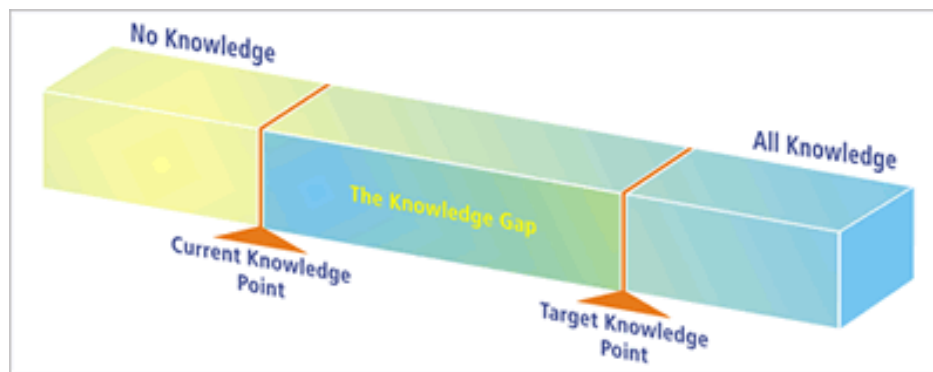 No Knowledge
All Knowledge
The Knowledge Gap
Current Knowledge
Point
Target Knowledge
Point